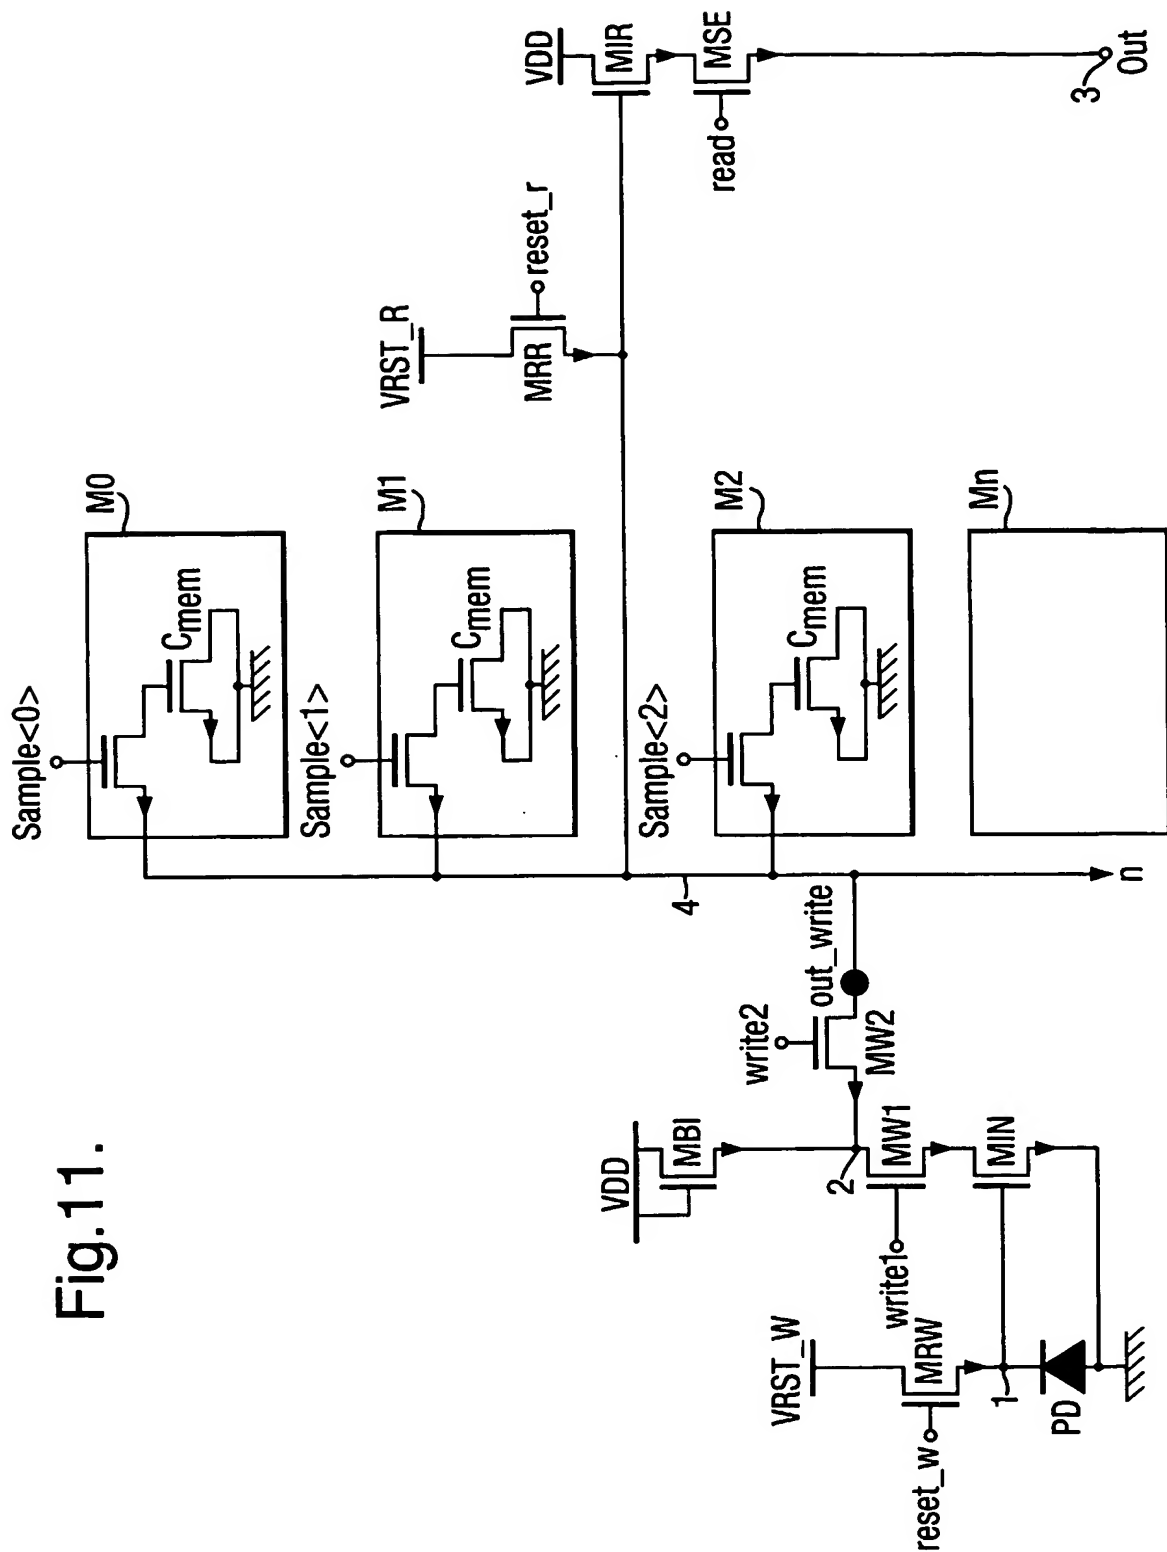 Fig.11.
VRST_W
reset_w
MRW
1
PD
VDD
MBI
2
write1
MW1
MIN
write2
MW2
out_write
4
n
Sample<0>
M0
Cmem
Sample<1>
M1
Cmem
Sample<2>
M2
Cmem
Mn
VRST_R
MRR
reset_r
VDD
MIR
read
MSE
3
Out